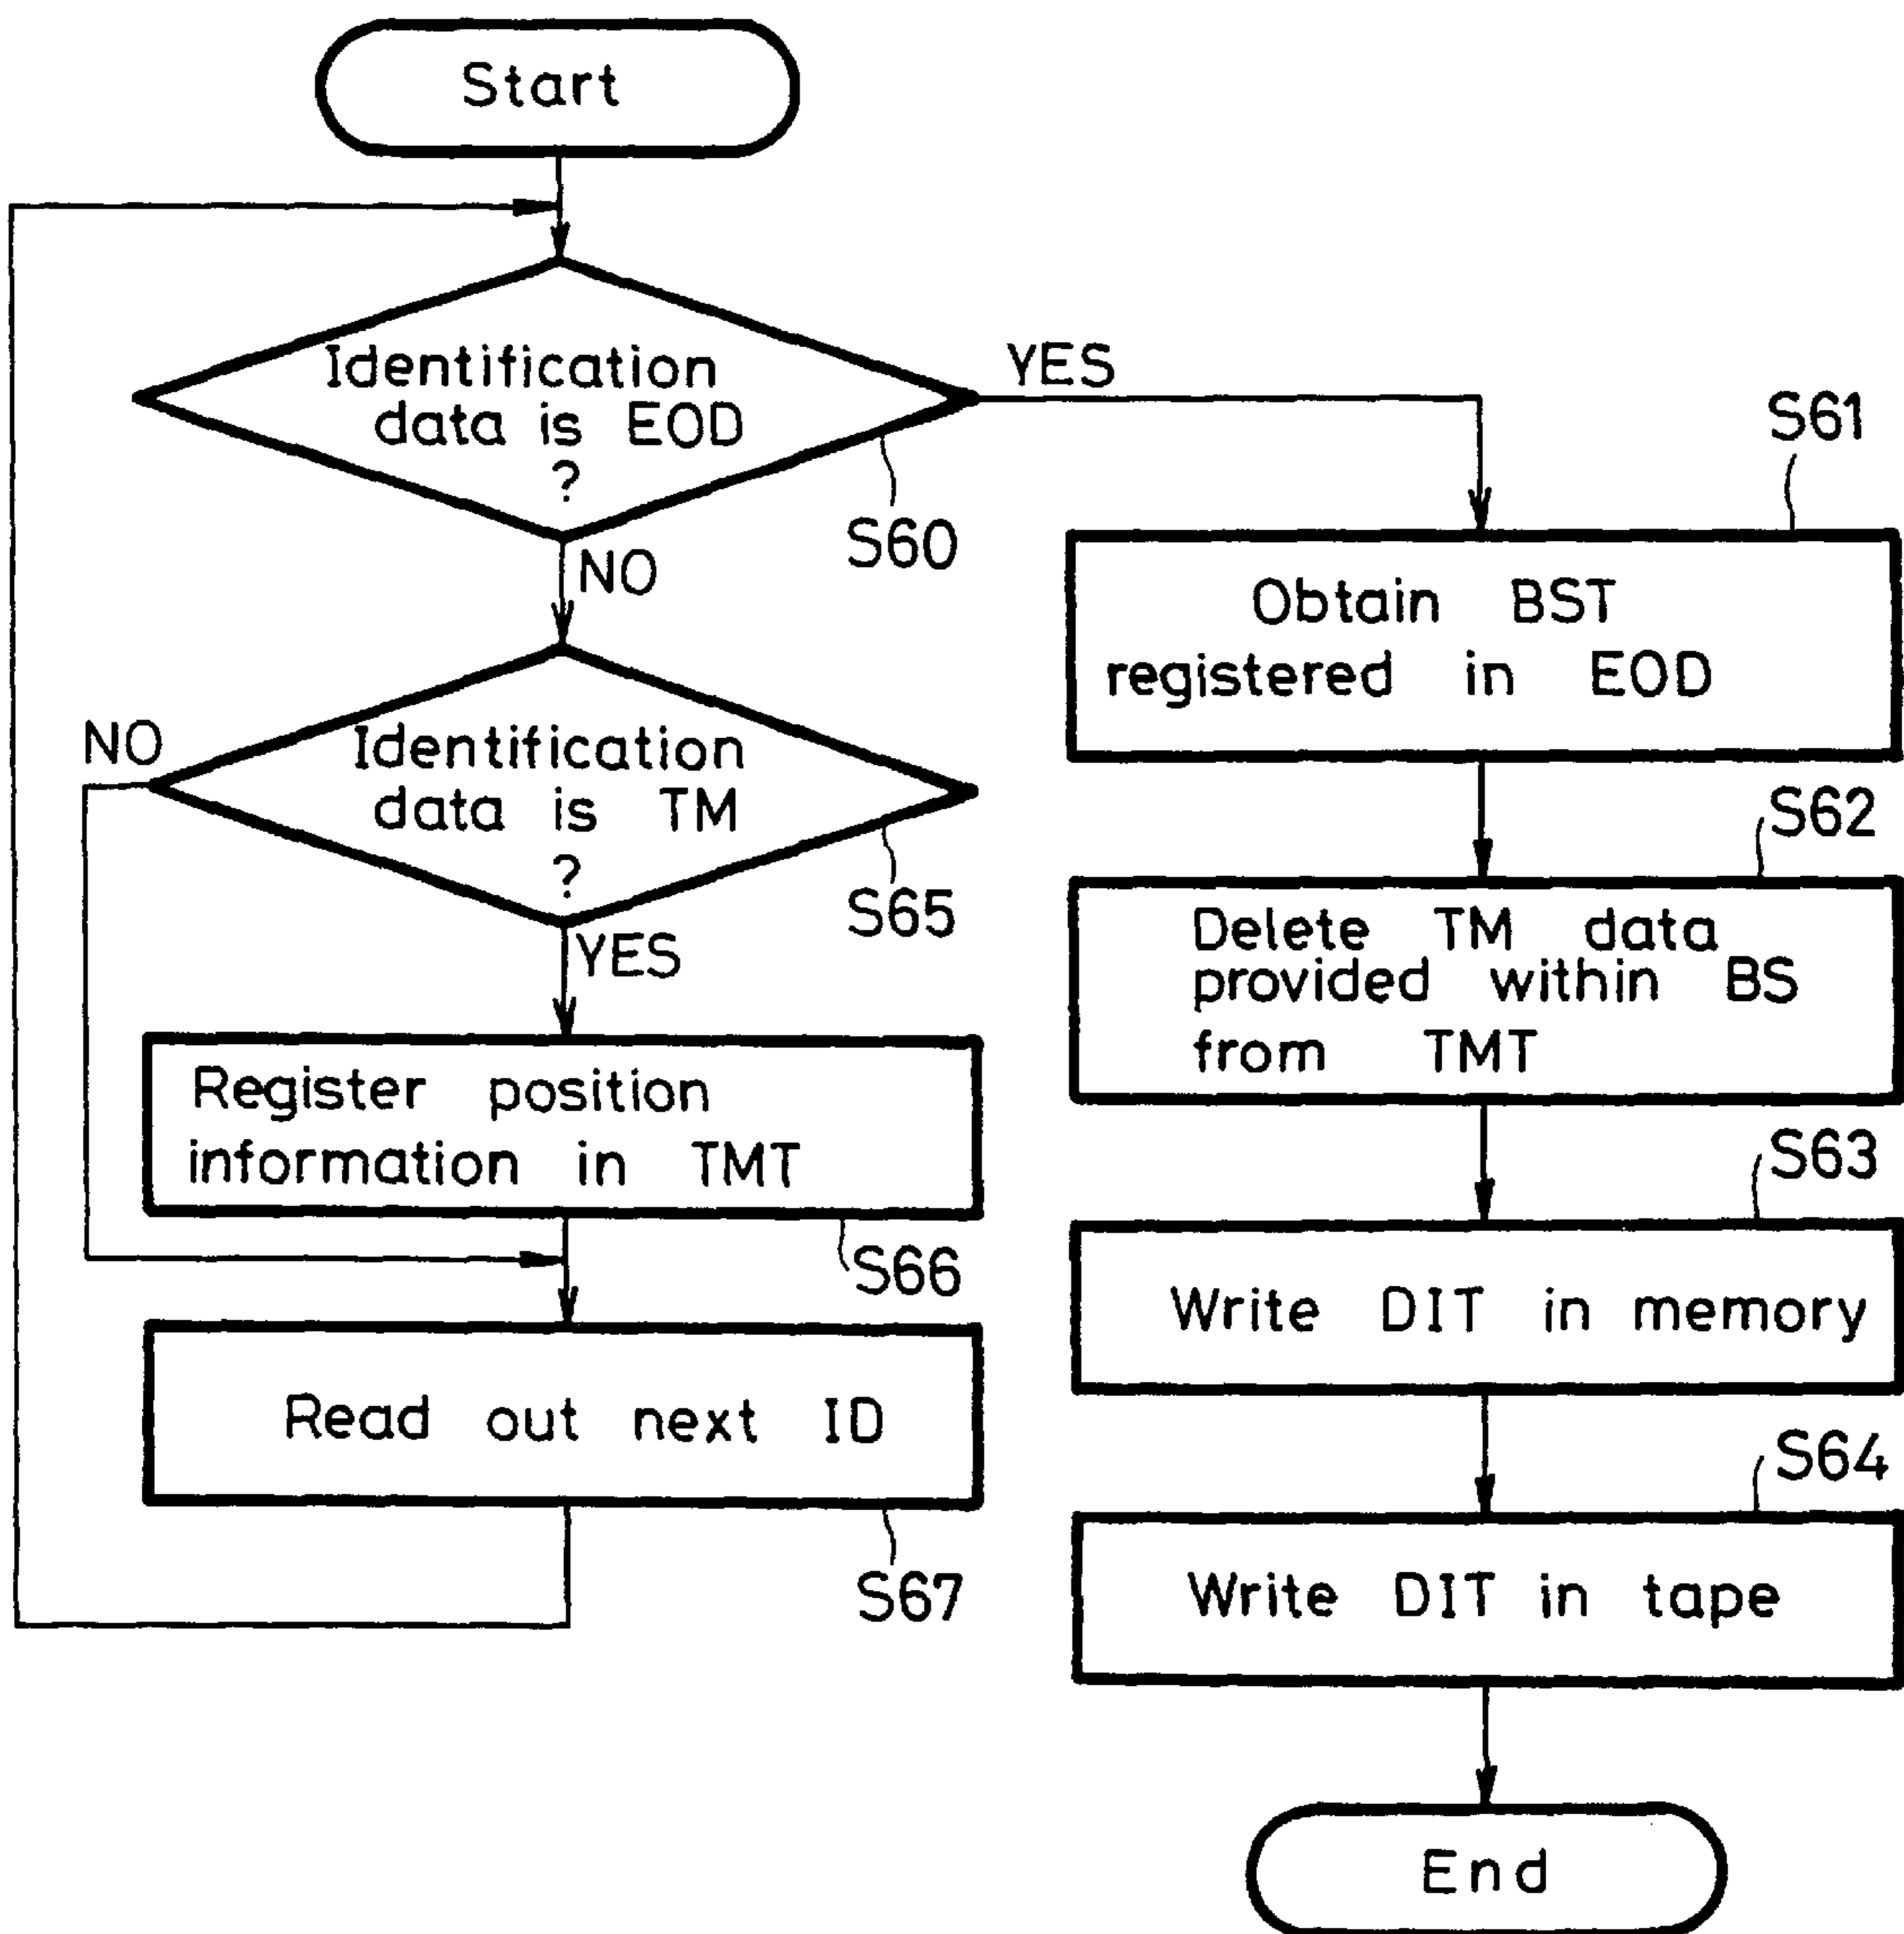 Start
Identification
data is EOD
?
YES
S60
NO
Identification
data is TM
?
NO
S65
YES
Register position
information in TMT
S66
Read out next ID
S67
S61
Obtain BST
registered in EOD
S62
Delete TM data
provided within BS
from TMT
S63
Write DIT in memory
S64
Write DIT in tape
End